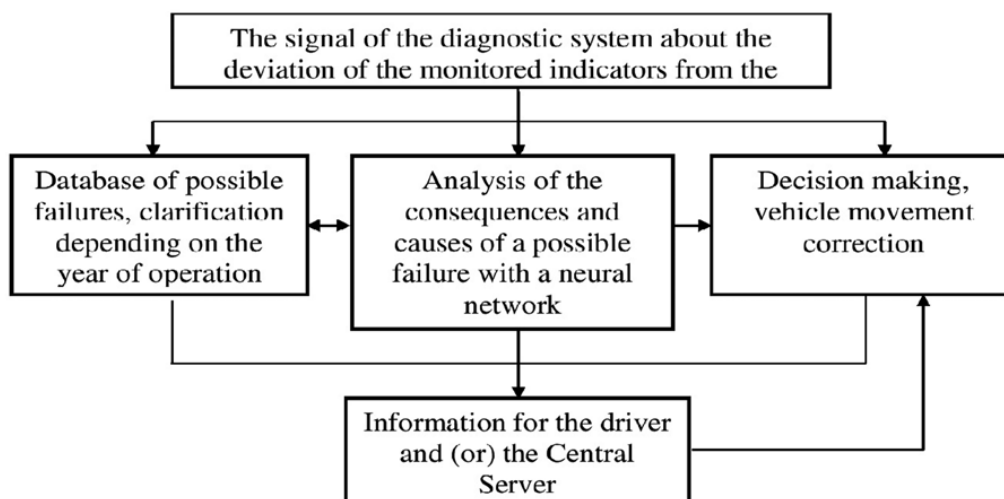 The signal of the diagnostic system about the
deviation of the monitored indicators from the
Database of possible
failures, clarification
depending on the
year of operation
Analysis of the
consequences and
causes of a possible
failure with a neural
network
Decision making,
vehicle movement
correction
Information for the driver
and (or) the Central
Server